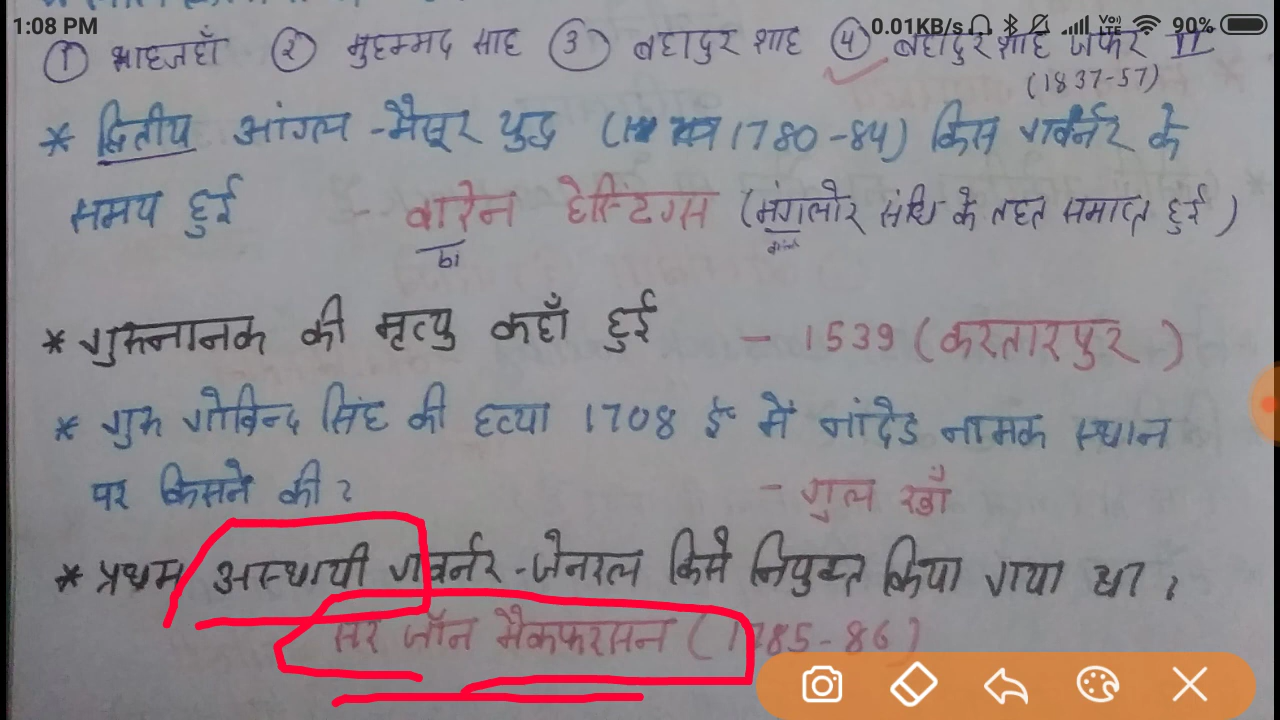 1:08 PM 0.01KB/s Vo)) LTE 90%
① शाहजहाँ ② मुहम्मद साह ③ बहादुर शाह ④ बहादुर शाह जफर II
(1837-57)
* द्वितीय आंग्ल-मैसूर युद्ध (1780-84) किस गवर्नर के
समय हुई - वारेन हेस्टिंग्स (मंगलोर संधि के तहत समाप्त हुई)
* गुरुनानक की मृत्यु कहाँ हुई - 1539 (करतारपुर)
* गुरु गोबिन्द सिंह की हत्या 1708 ई० में नांदेड नामक स्थान
पर किसने की? - गुल खाँ
* प्रथम अस्थायी गवर्नर-जेनरल किसे नियुक्त किया गया था?
सर जॉन मैकफरसन (1785-86)